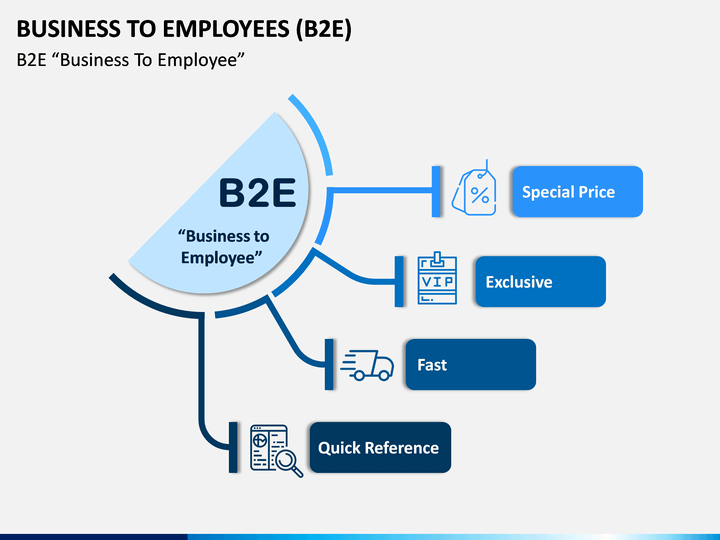 BUSINESS TO EMPLOYEES (B2E)
B2E “Business To Employee”
B2E
“Business to
Employee”
Special Price
VIP
Exclusive
Fast
Quick Reference